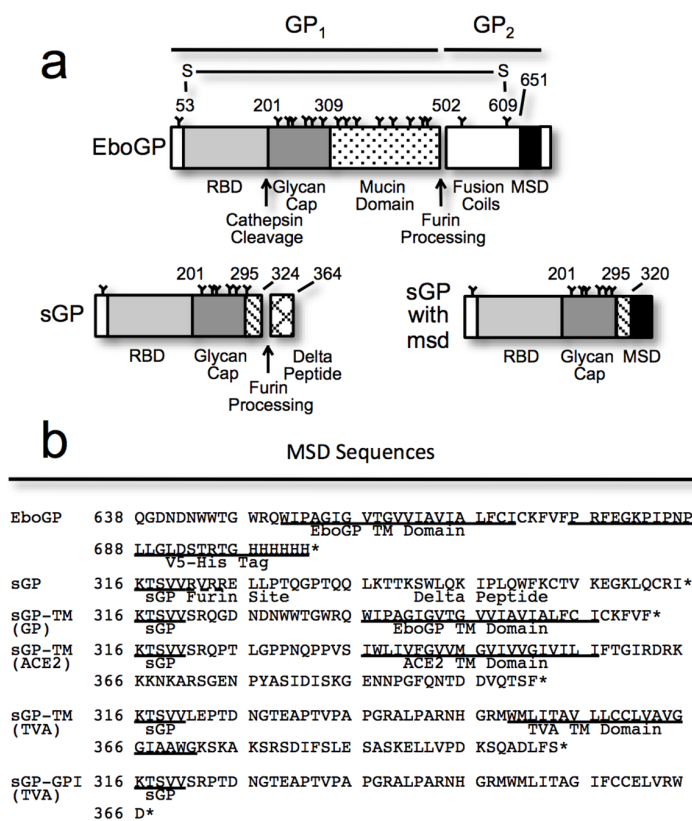 GP1 GP2
a
S S
651
53 201 309 502 609
EboGP
RBD Glycan Cap Mucin Domain Fusion Coils MSD
Cathepsin Cleavage Furin Processing
201 295 324 364
sGP
RBD Glycan Cap Delta Peptide
Furin Processing
201 295 320
sGP with msd
RBD Glycan Cap MSD
b
MSD Sequences
EboGP 638 QGDNDNWWTG WRQWIPAGIG VTGVVIAVIA LFCICKFVFP RFEGKPIPNP
EboGP TM Domain
688 LLGLDSTRTG HHHHHH*
V5-His Tag
sGP 316 KTSVVRVRRE LLPTQGPTQQ LKTTKSWLQK IPLQWFKCTV KEGKLQCRI*
sGP Furin Site Delta Peptide
sGP-TM 316 KTSVVSRQGD NDNWWTGWRQ WIPAGIGVTG VVIAVIALFC ICKFVF*
(GP) sGP EboGP TM Domain
sGP-TM 316 KTSVVSRQPT LGPPNQPPVS IWLIVFGVVM GVIVVGIVIL IFTGIRDRK
(ACE2) sGP ACE2 TM Domain
366 KKNKARSGEN PYASIDISKG ENNPGFQNTD DVQTSF*
sGP-TM 316 KTSVVLEPTD NGTEAPTVPA PGRALPARNH GRMWMLITAV LLCCLVAVG
(TVA) sGP TVA TM Domain
366 GIAAWGKSKA KSRSDIFSLE SASKELLVPD KSQADLFS*
sGP-GPI 316 KTSVVSRPTD NGTEAPTVPA PGRALPARNH GRMWMLITAG IFCCELVRW
(TVA) sGP
366 D*